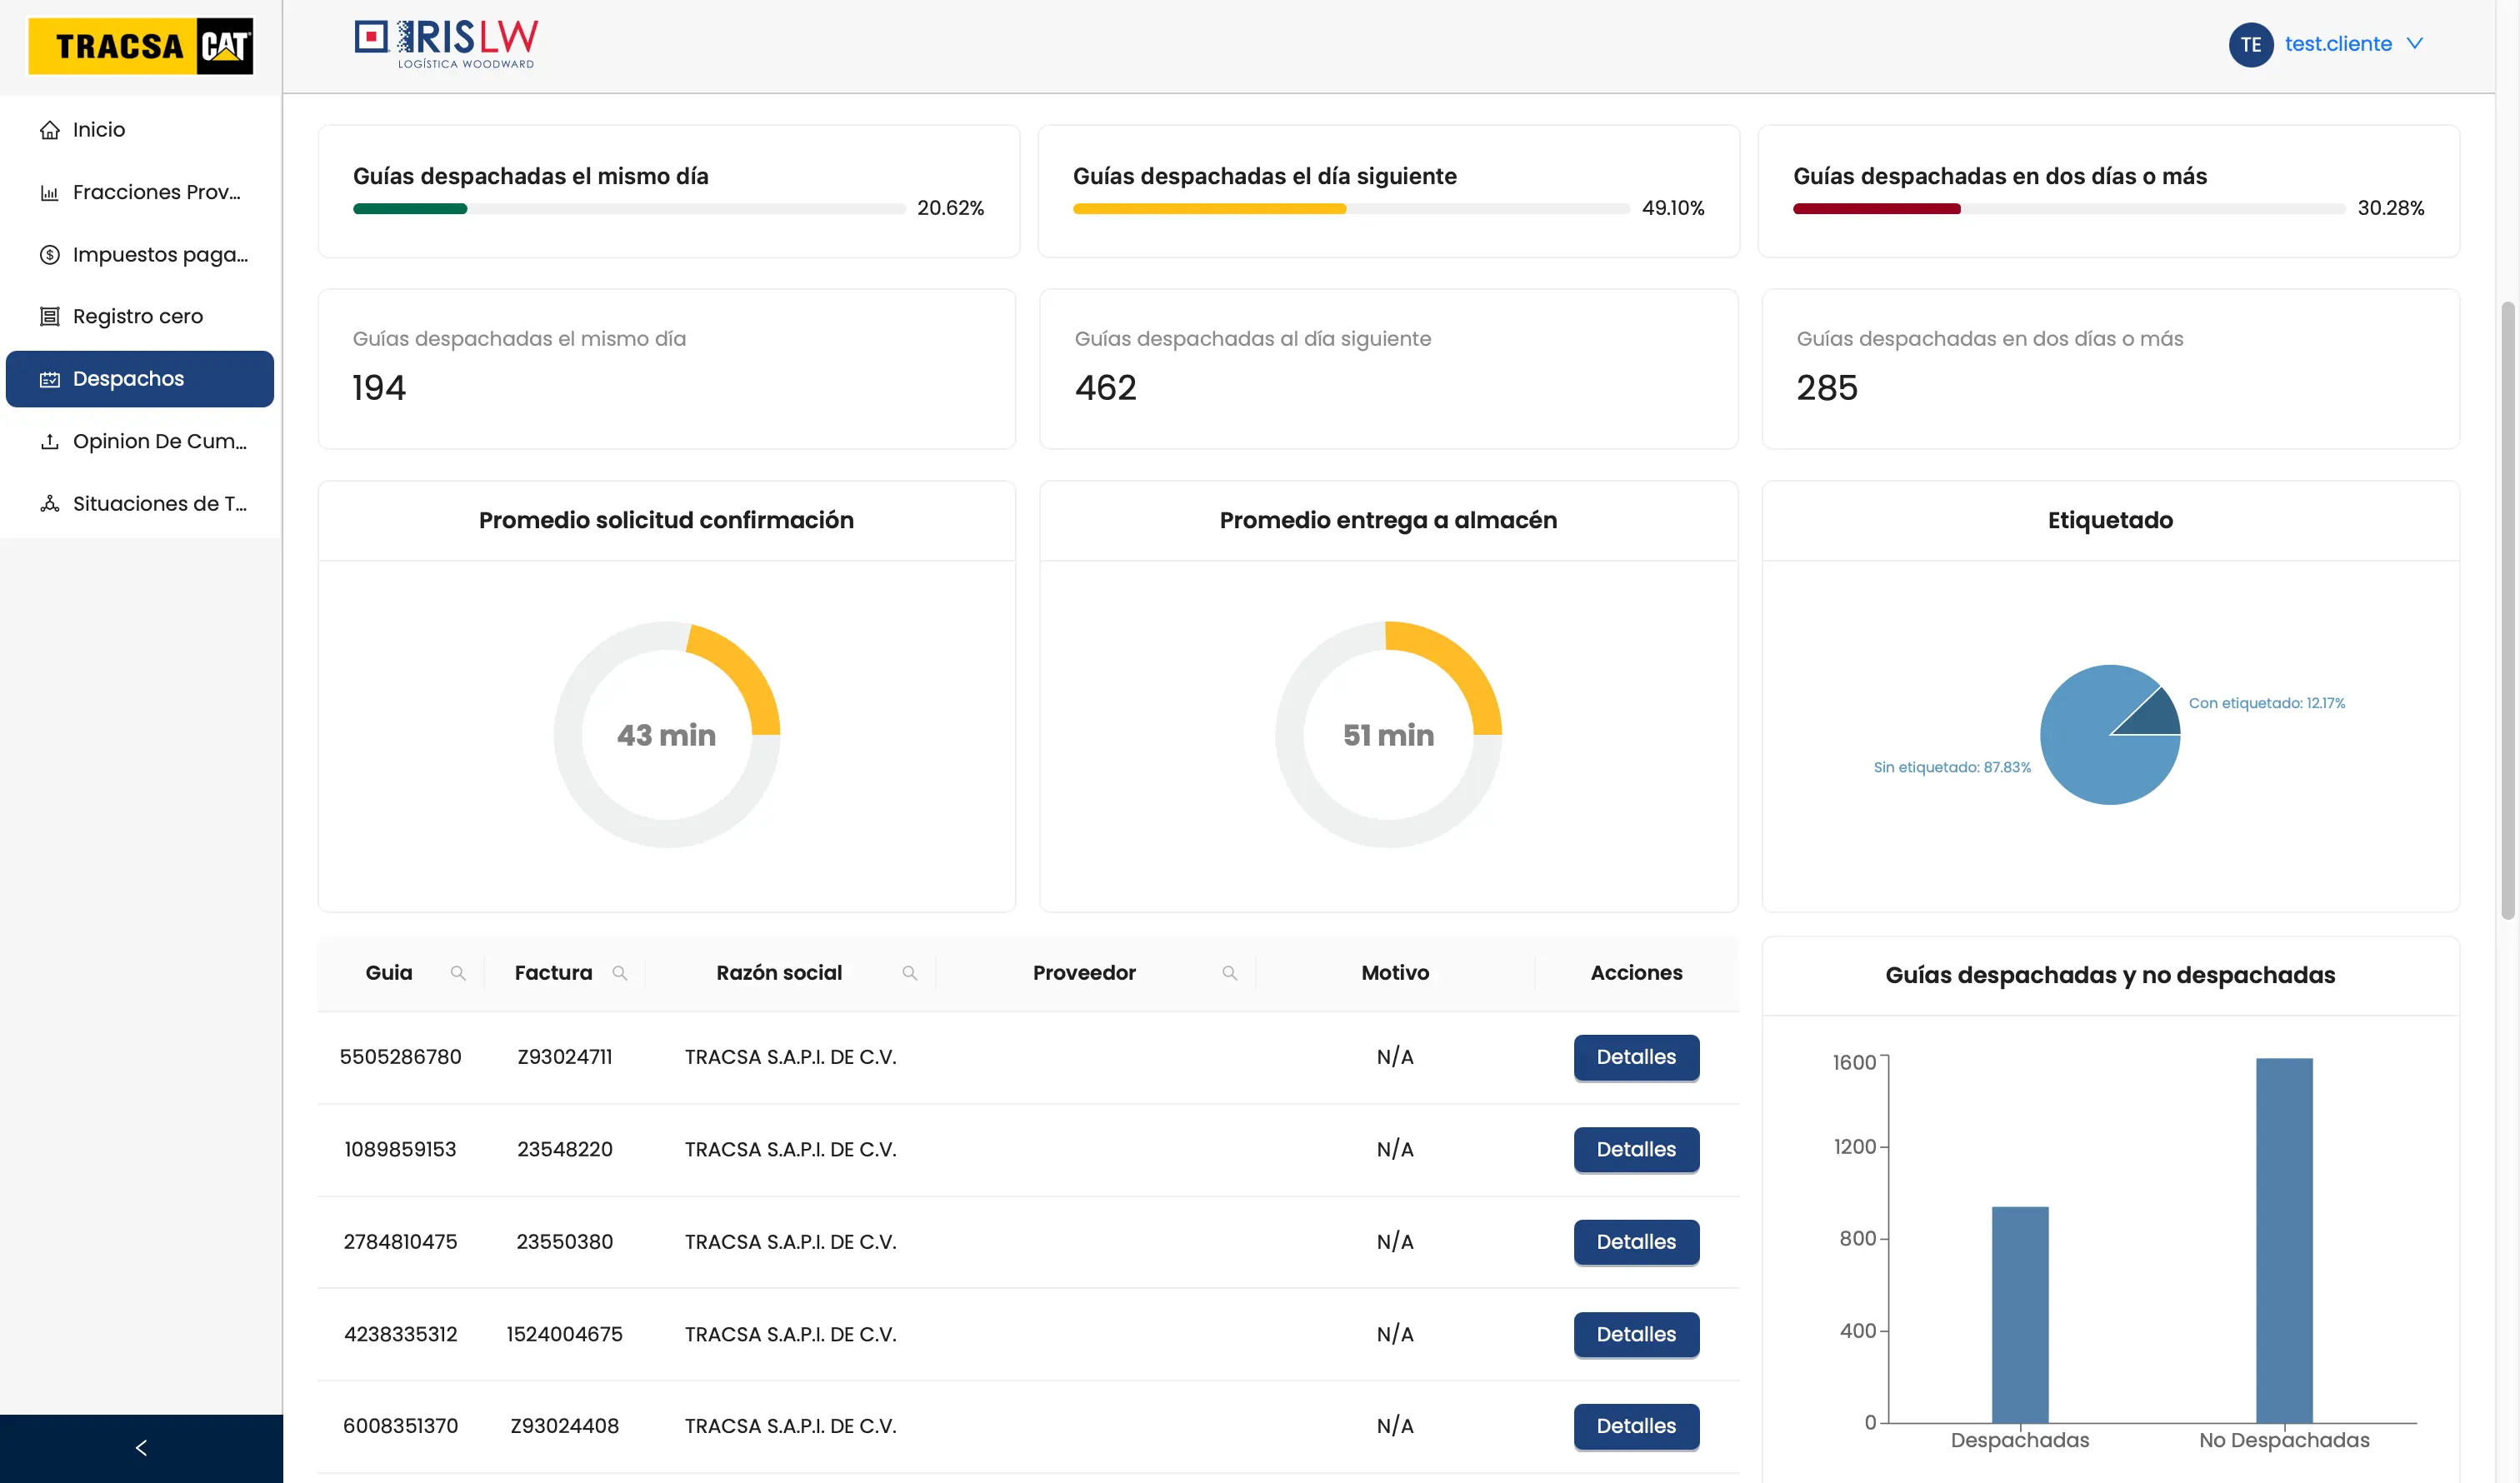 TRACSA CAT
IRISLW
LOGÍSTICA WOODWARD
TE test.cliente
Inicio
Fracciones Prov...
Impuestos paga...
Registro cero
Despachos
Opinion De Cum...
Situaciones de T...
Guías despachadas el mismo día
20.62%
Guías despachadas el día siguiente
49.10%
Guías despachadas en dos días o más
30.28%
Guías despachadas el mismo día
194
Guías despachadas al día siguiente
462
Guías despachadas en dos días o más
285
Promedio solicitud confirmación
43 min
Promedio entrega a almacén
51 min
Etiquetado
Con etiquetado: 12.17%
Sin etiquetado: 87.83%
Guia Factura Razón social Proveedor Motivo Acciones
5505286780 Z93024711 TRACSA S.A.P.I. DE C.V. N/A Detalles
1089859153 23548220 TRACSA S.A.P.I. DE C.V. N/A Detalles
2784810475 23550380 TRACSA S.A.P.I. DE C.V. N/A Detalles
4238335312 1524004675 TRACSA S.A.P.I. DE C.V. N/A Detalles
6008351370 Z93024408 TRACSA S.A.P.I. DE C.V. N/A Detalles
Guías despachadas y no despachadas
1600
1200
800
400
0
Despachadas No Despachadas